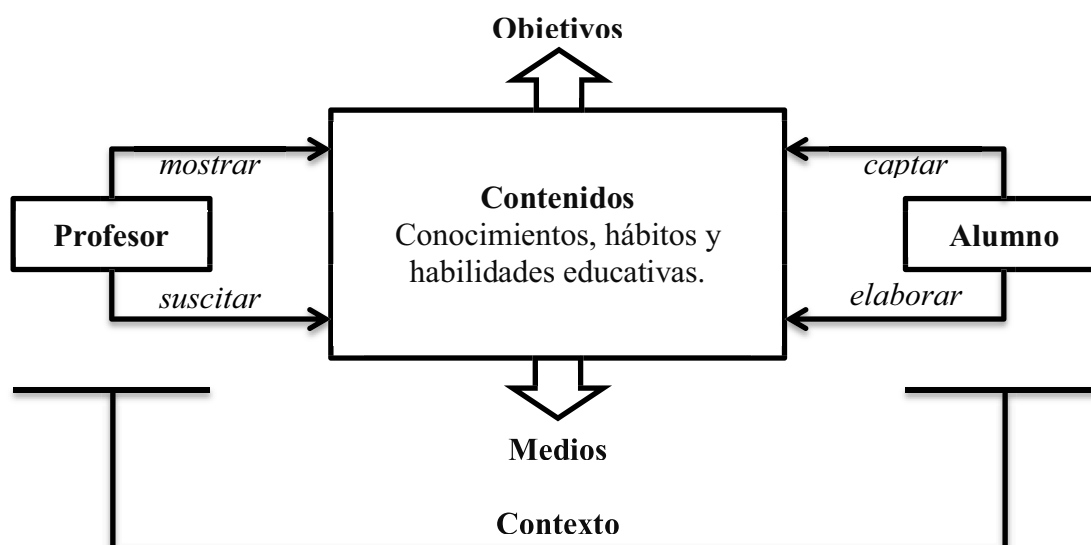 Objetivos
mostrar
captar
Contenidos
Profesor
Conocimientos, hábitos y
Alumno
habilidades educativas.
suscitar
elaborar
Medios
Contexto